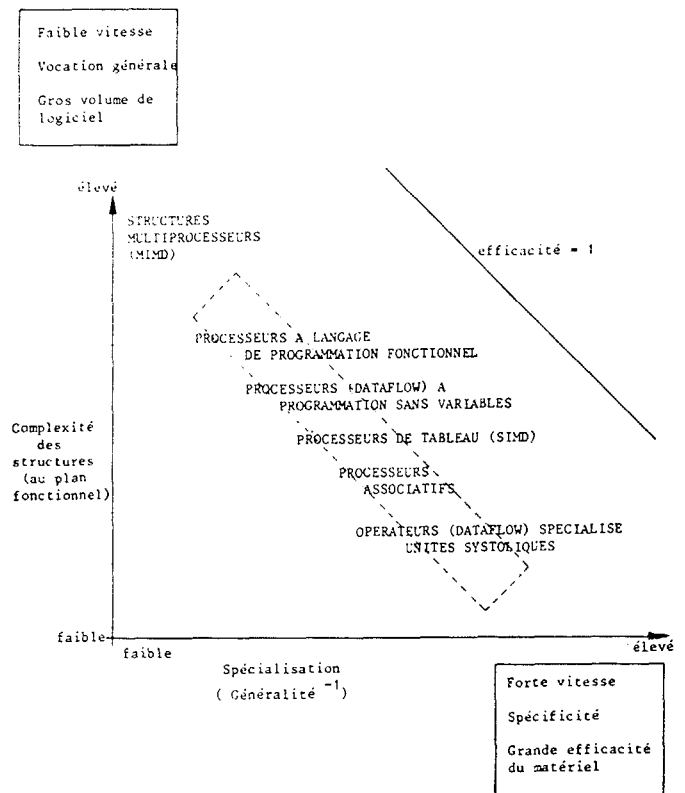 Faible vitesse
Vocation générale
Gros volume de
logiciel
élevé
STRUCTURES
MULTIPROCESSEURS
(MIMD)
efficacité = 1
PROCESSEURS A LANGAGE
DE PROGRAMMATION FONCTIONNEL
PROCESSEURS (DATAFLOW) A
PROGRAMMATION SANS VARIABLES
Complexité
des
structures
(au plan
fonctionnel)
PROCESSEURS DE TABLEAU (SIMD)
PROCESSEURS
ASSOCIATIFS
OPERATEURS (DATAFLOW) SPECIALISE
UNITES SYSTOLIQUES
faible
faible
élevé
Spécialisation
( Généralité -1)
Forte vitesse
Spécificité
Grande efficacité
du matériel